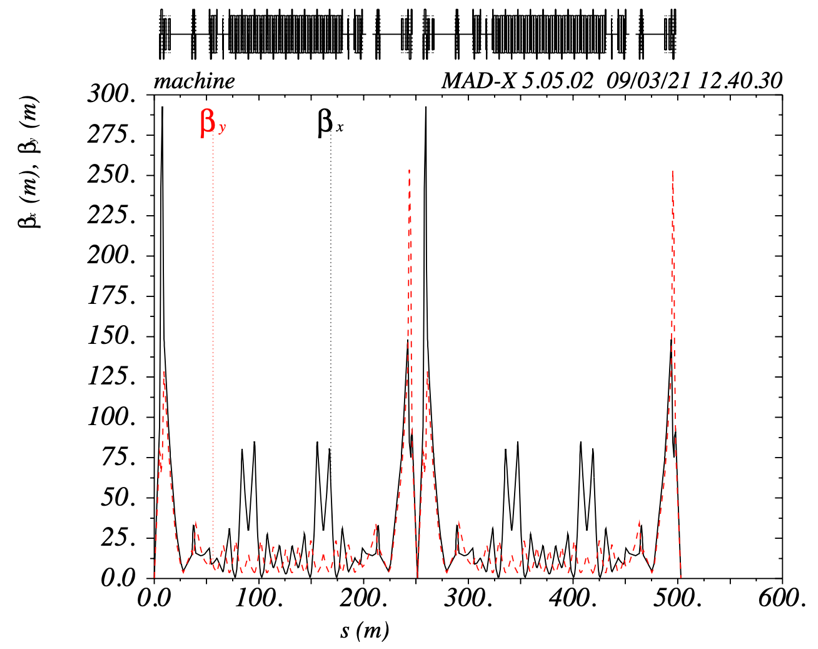 machine MAD-X 5.05.02 09/03/21 12.40.30
300.
275.
250.
225.
200.
175.
150.
125.
100.
75.
50.
25.
0.0
βx (m), βy (m)
βy βx
0.0 100. 200. 300. 400. 500. 600.
s (m)